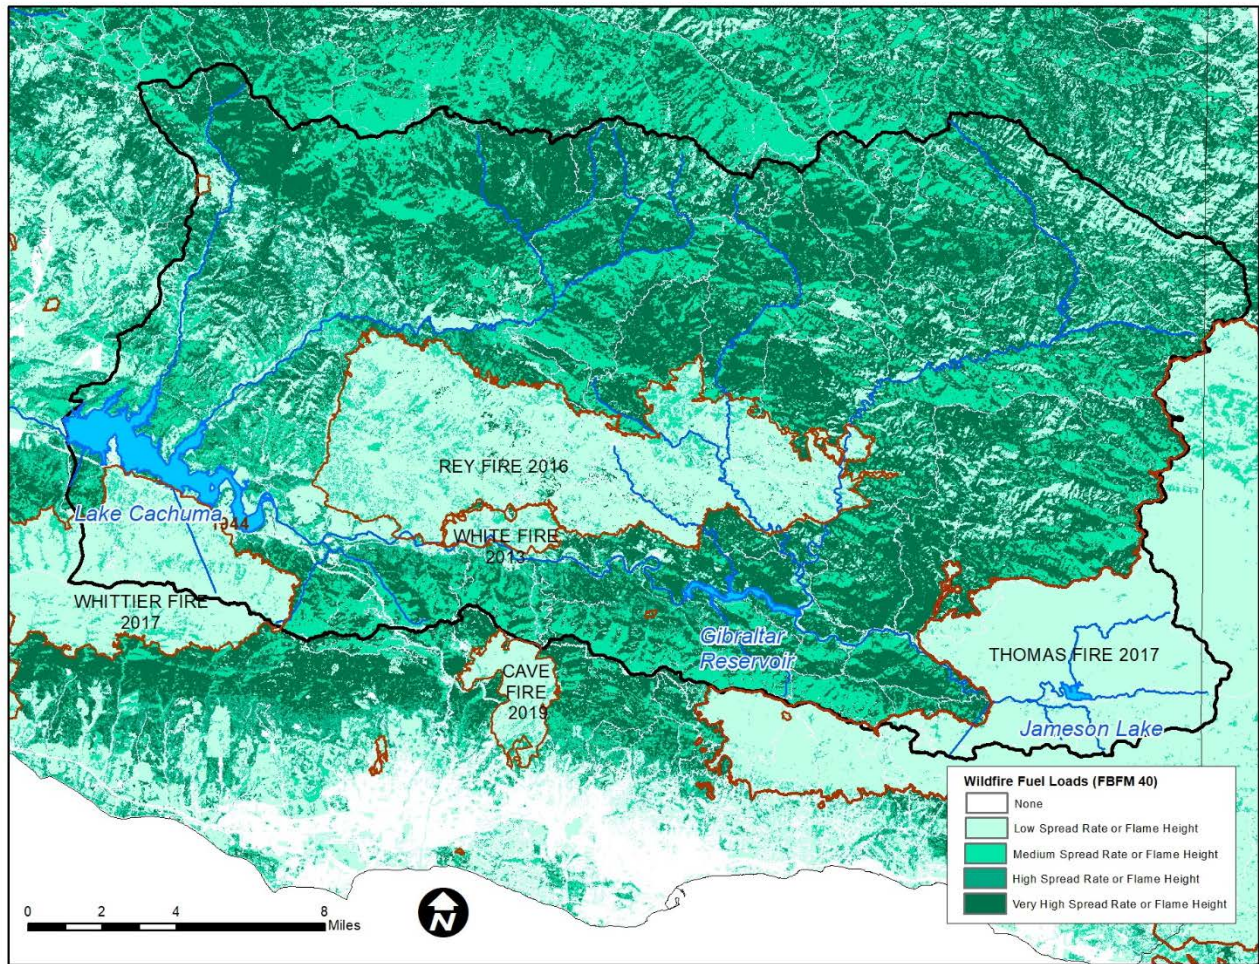 REY FIRE 2016
Lake Cachuma
1944
WHITE FIRE
2013
WHITTIER FIRE
2017
CAVE
FIRE
2019
Gibraltar
Reservoir
THOMAS FIRE 2017
Jameson Lake
Wildfire Fuel Loads (FBFM 40)
None
Low Spread Rate or Flame Height
Medium Spread Rate or Flame Height
High Spread Rate or Flame Height
Very High Spread Rate or Flame Height
0 2 4 8
Miles
N